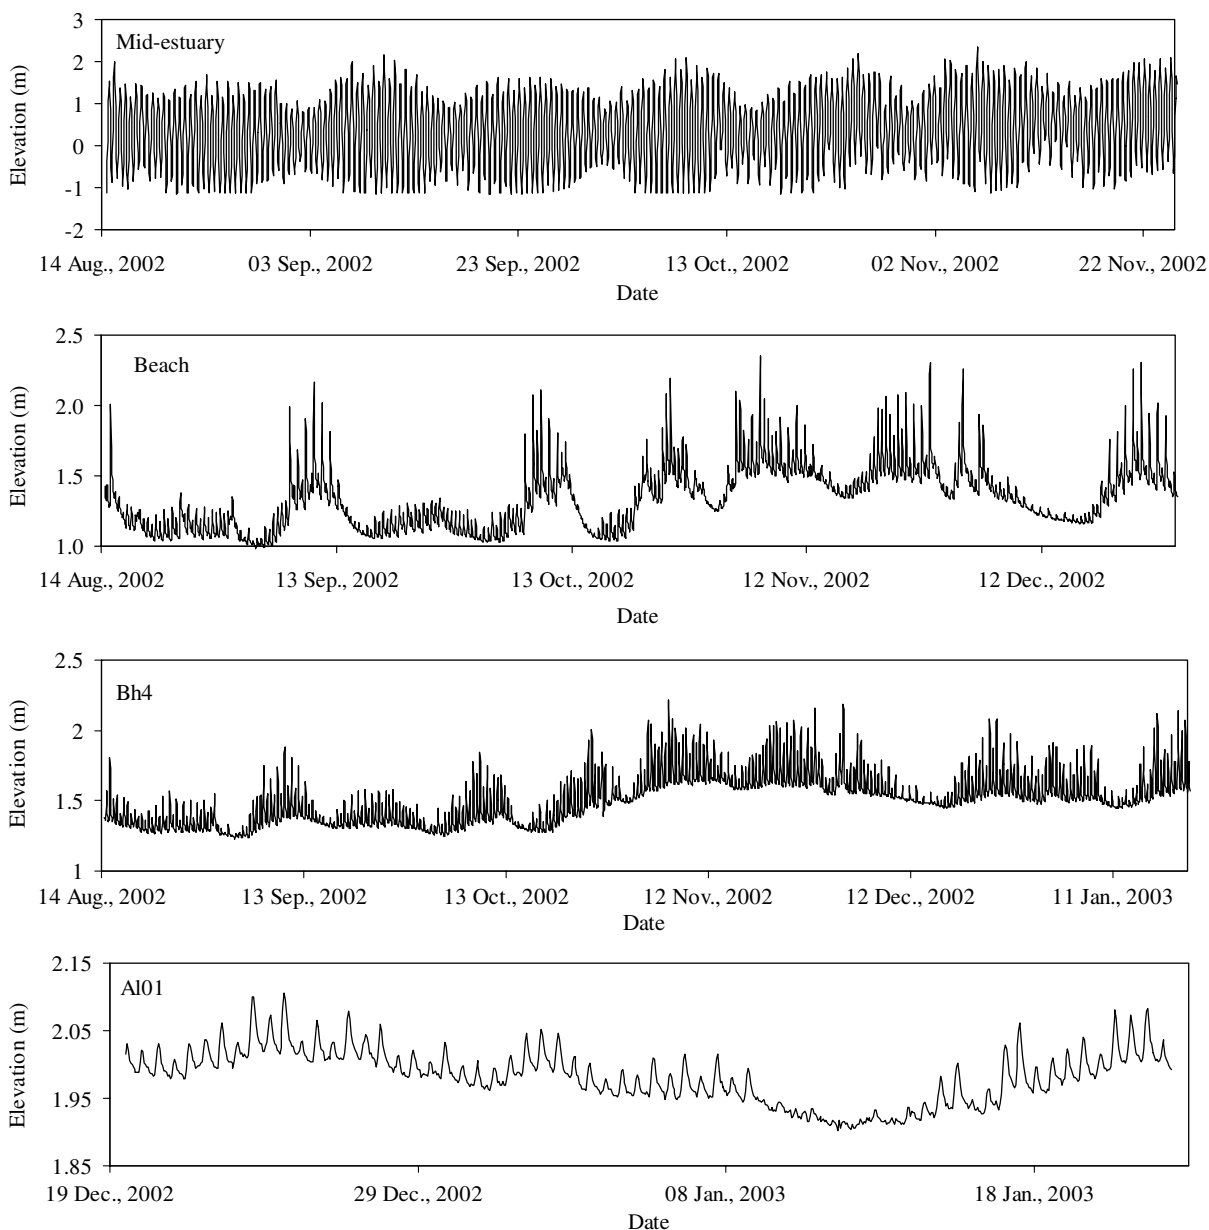 3
Mid-estuary
2
1
0
-1
-2
Elevation (m)
14 Aug., 2002 03 Sep., 2002 23 Sep., 2002 13 Oct., 2002 02 Nov., 2002 22 Nov., 2002
Date
2.5
Beach
2.0
1.5
1.0
Elevation (m)
14 Aug., 2002 13 Sep., 2002 13 Oct., 2002 12 Nov., 2002 12 Dec., 2002
Date
2.5
Bh4
2
1.5
1
Elevation (m)
14 Aug., 2002 13 Sep., 2002 13 Oct., 2002 12 Nov., 2002 12 Dec., 2002 11 Jan., 2003
Date
2.15
Al01
2.05
1.95
1.85
Elevation (m)
19 Dec., 2002 29 Dec., 2002 08 Jan., 2003 18 Jan., 2003
Date